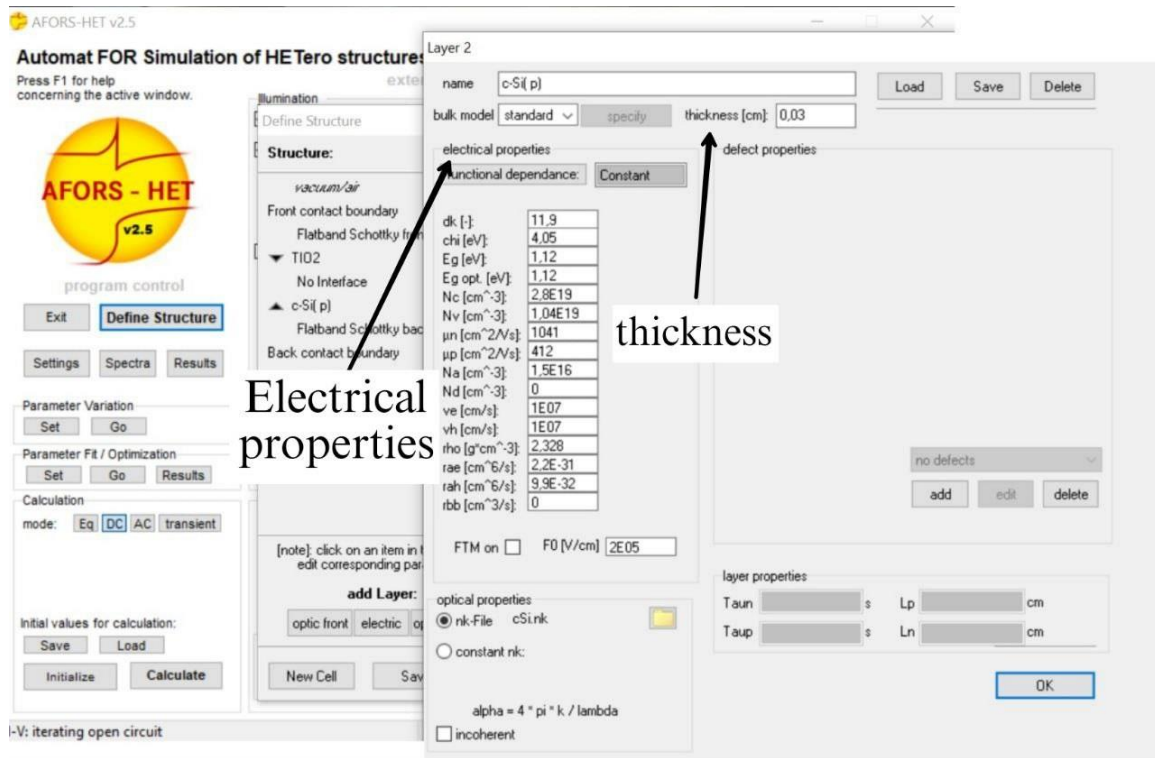 AFORS-HET v2.5
Automat FOR Simulation of HETero structures
Press F1 for help
concerning the active window.
AFORS - HET
v2.5
program control
Exit
Define Structure
Settings
Spectra
Results
Parameter Variation
Set
Go
Parameter Fit / Optimization
Set
Go
Results
Calculation
mode:
Eq
DC
AC
transient
Initial values for calculation:
Save
Load
Initialize
Calculate
I-V: iterating open circuit
Illumination
Define Structure
Structure:
vacuum/air
Front contact boundary
Flatband Schottky
TIO2
No Interface
c-Si( p)
Flatband Schottky bac
Back contact boundary
[note]: click on an item in t
edit corresponding par
add Layer:
optic front
electric
op
New Cell
Sav
Layer 2
name
c-Si( p)
Load
Save
Delete
bulk model
standard
specify
thickness [cm]:
0,03
electrical properties
functional dependance:
Constant
dk [-]:
11,9
chi [eV]:
4,05
Eg [eV]:
1,12
Eg opt. [eV]:
1,12
Nc [cm^-3]:
2,8E19
Nv [cm^-3]:
1,04E19
µn [cm^2/Vs]:
1041
µp [cm^2/Vs]:
412
Na [cm^-3]:
1,5E16
Nd [cm^-3]:
0
ve [cm/s]:
1E07
vh [cm/s]:
1E07
rho [g*cm^-3]:
2,328
rae [cm^6/s]:
2,2E-31
rah [cm^6/s]:
9,9E-32
rbb [cm^3/s]:
0
FTM on
F0 [V/cm]
2E05
optical properties
nk-File
cSi.nk
constant nk:
alpha = 4 * pi * k / lambda
incoherent
defect properties
no defects
add
edit
delete
layer properties
Taun
s
Lp
cm
Taup
s
Ln
cm
OK
Electrical
properties
thickness